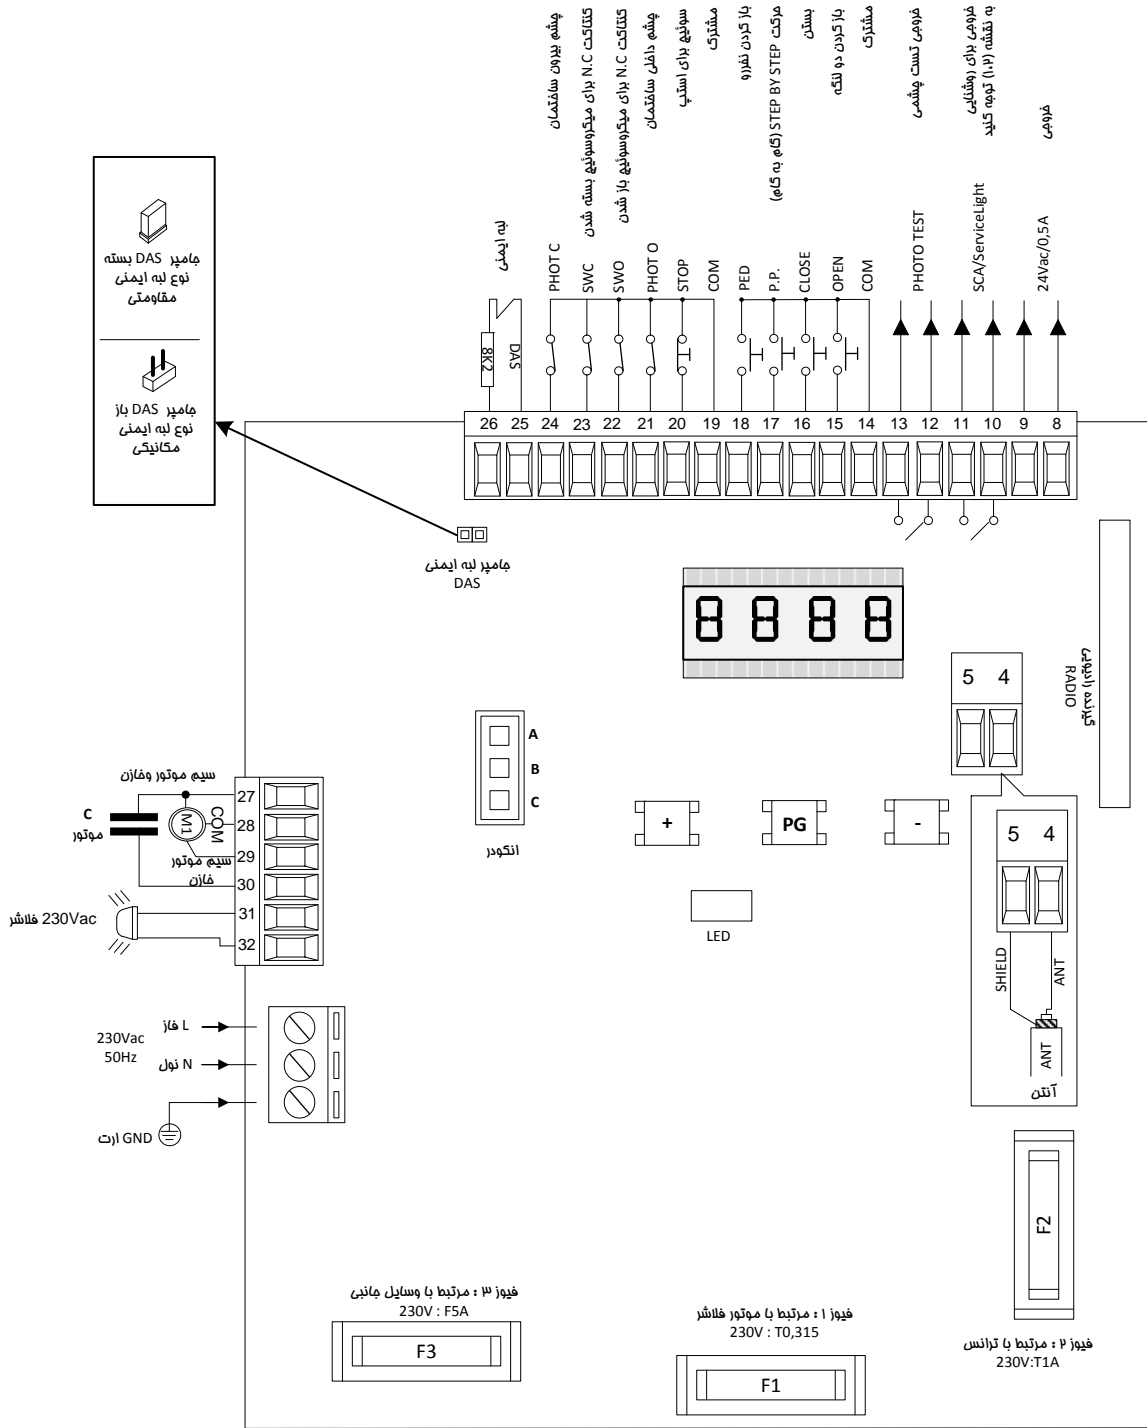 چشم بیرون ساختمان
کنتاکت N.C برای میکروسوئیچ بسته شدن
کنتاکت N.C برای میکروسوئیچ باز شدن
چشم داخلی ساختمان
سوئیچ برای استپ
مشترک
باز کردن نفررو
حرکت STEP BY STEP (گام به گام)
بستن
باز کردن دو لنگه
مشترک
خروجی تست چشمی
خروجی برای روشنایی
به نقشه (۱،۲) توجه کنید
خروجی
لبه ایمنی
8K2
DAS
PHOT C
SWC
SWO
PHOT O
STOP
COM
PED
P.P.
CLOSE
OPEN
COM
PHOTO TEST
SCA/ServiceLight
24Vac/0,5A
26 25 24 23 22 21 20 19 18 17 16 15 14 13 12 11 10 9 8
جامپر DAS بسته
نوع لبه ایمنی
مقاومتی
جامپر DAS باز
نوع لبه ایمنی
مکانیکی
جامپر لبه ایمنی
DAS
8888
گیرنده رادیویی
RADIO
5 4
A
B
C
انکودر
+
PG
-
LED
5 4
SHIELD
ANT
ANT
آنتن
سیم موتور وخازن
C
موتور
M1
COM
سیم موتور
خازن
27
28
29
30
31
32
230Vac فلاشر
230Vac
50Hz
L فاز
N نول
GND ارت
فیوز ۳ : مرتبط با وسایل جانبی
230V : F5A
F3
فیوز ۱ : مرتبط با موتور فلاشر
230V : T0,315
F1
F2
فیوز ۲ : مرتبط با ترانس
230V:T1A